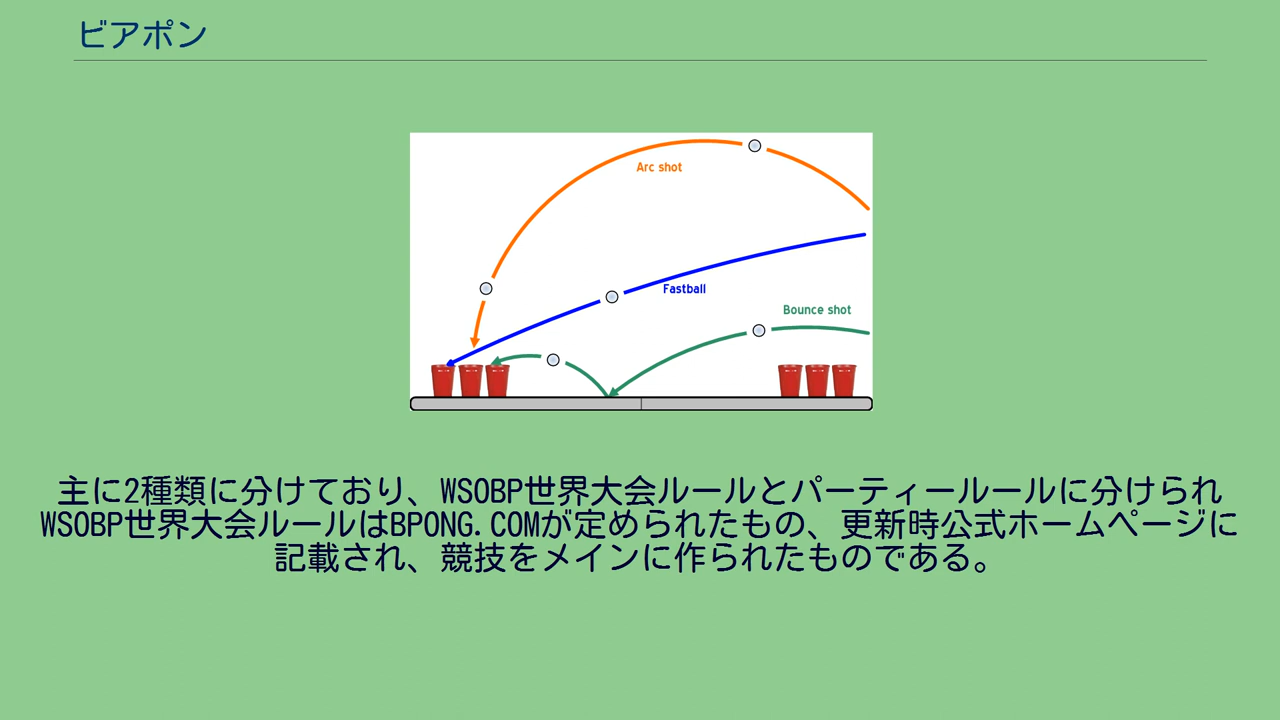 ビアポン
Arc shot
Fastball
Bounce shot
主に2種類に分けており、WSOBP世界大会ルールとパーティールールに分けられ
WSOBP世界大会ルールはBPONG.COMが定められたもの、更新時公式ホームページに
記載され、競技をメインに作られたものである。